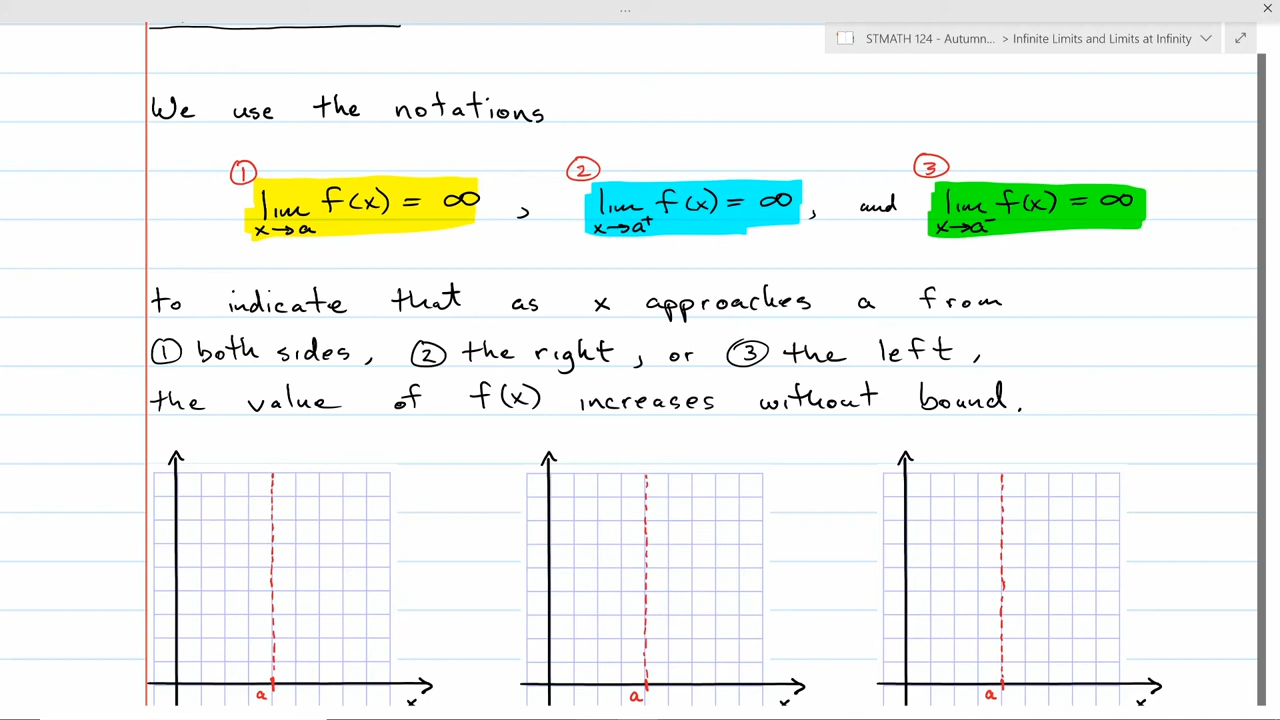 STMATH 124 - Autumn... > Infinite Limits and Limits at Infinity
We use the notations
① ② ③
lim x→a f(x) = ∞ , lim x→a⁺ f(x) = ∞ , and lim x→a⁻ f(x) = ∞
to indicate that as x approaches a from
① both sides, ② the right, or ③ the left,
the value of f(x) increases without bound.
a a a
x x x